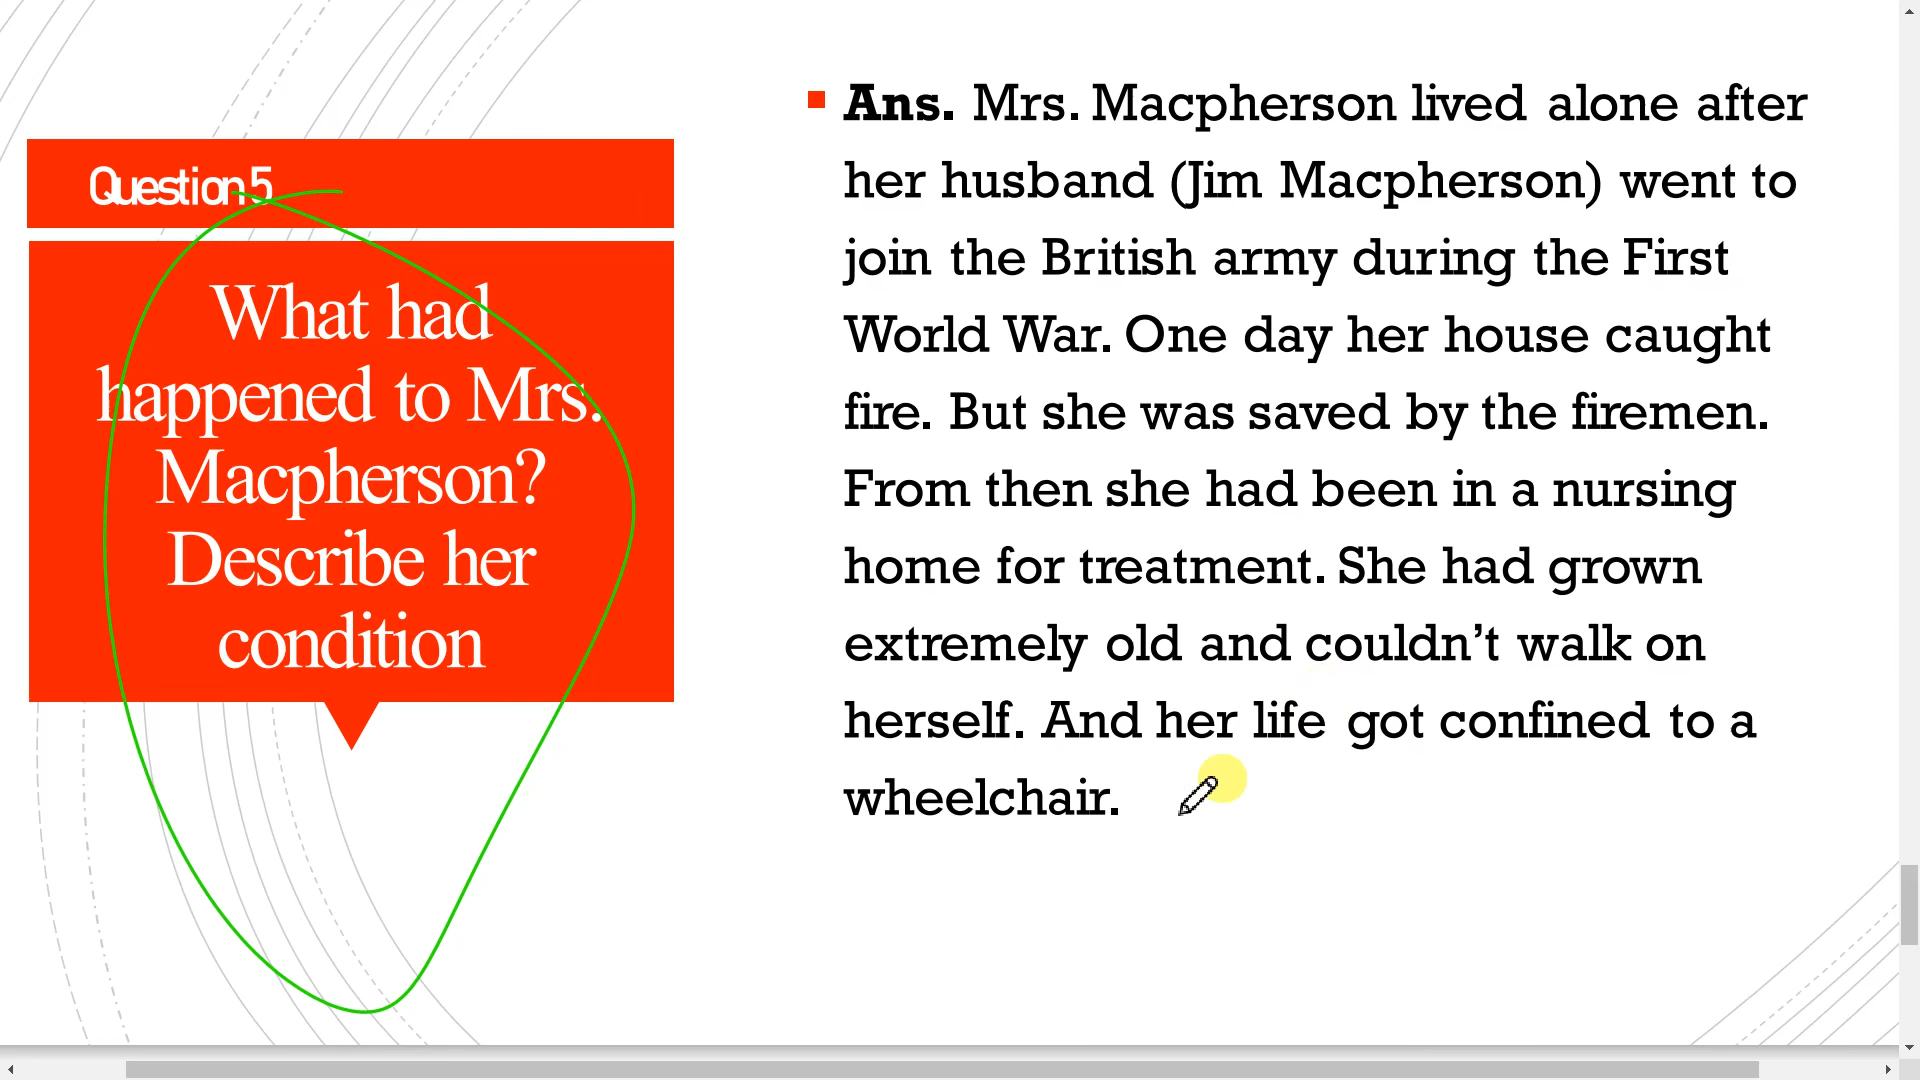 Question 5
What had
happened to Mrs.
Macpherson?
Describe her
condition
Ans. Mrs. Macpherson lived alone after
her husband (Jim Macpherson) went to
join the British army during the First
World War. One day her house caught
fire. But she was saved by the firemen.
From then she had been in a nursing
home for treatment. She had grown
extremely old and couldn’t walk on
herself. And her life got confined to a
wheelchair.